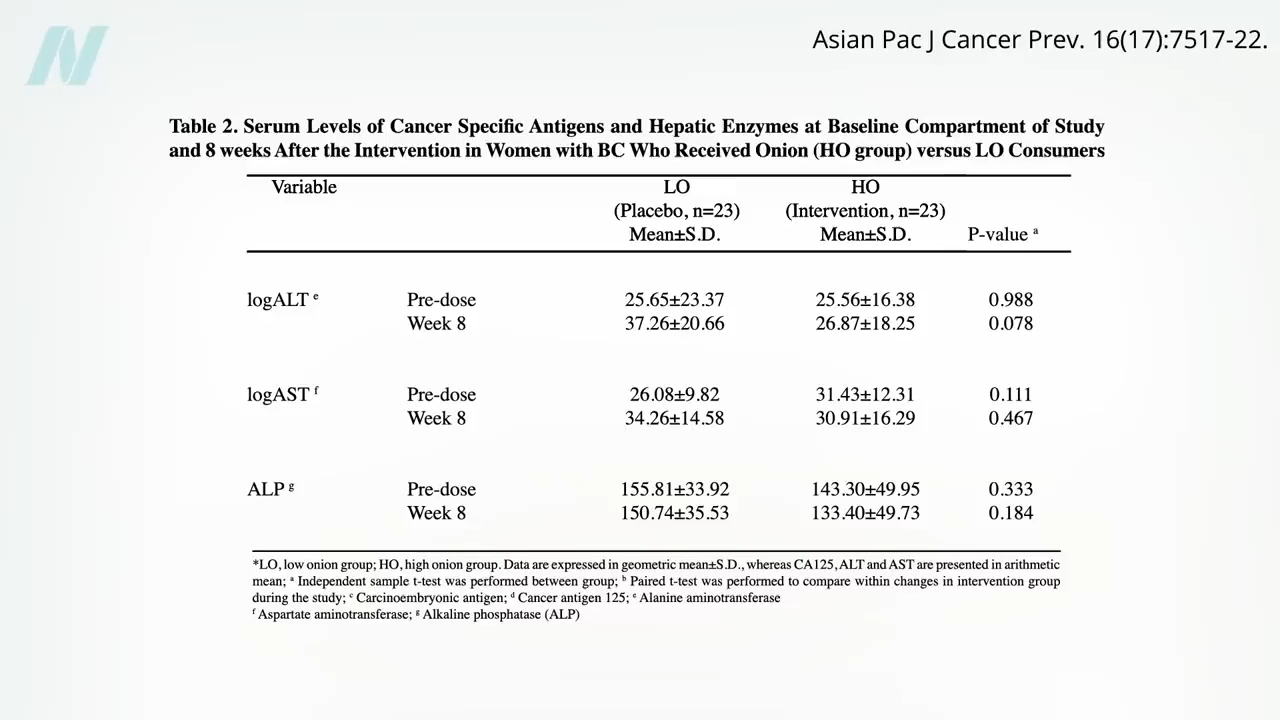 Asian Pac J Cancer Prev. 16(17):7517-22.
Table 2. Serum Levels of Cancer Specific Antigens and Hepatic Enzymes at Baseline Compartment of Study
and 8 weeks After the Intervention in Women with BC Who Received Onion (HO group) versus LO Consumers
Variable LO HO
(Placebo, n=23) (Intervention, n=23)
Mean±S.D. Mean±S.D. P-value a
logALT e Pre-dose 25.65±23.37 25.56±16.38 0.988
Week 8 37.26±20.66 26.87±18.25 0.078
logAST f Pre-dose 26.08±9.82 31.43±12.31 0.111
Week 8 34.26±14.58 30.91±16.29 0.467
ALP g Pre-dose 155.81±33.92 143.30±49.95 0.333
Week 8 150.74±35.53 133.40±49.73 0.184
*LO, low onion group; HO, high onion group. Data are expressed in geometric mean±S.D., whereas CA125, ALT and AST are presented in arithmetic
mean; a Independent sample t-test was performed between group; b Paired t-test was performed to compare within changes in intervention group
during the study; c Carcinoembryonic antigen; d Cancer antigen 125; e Alanine aminotransferase
f Aspartate aminotransferase; g Alkaline phosphatase (ALP)